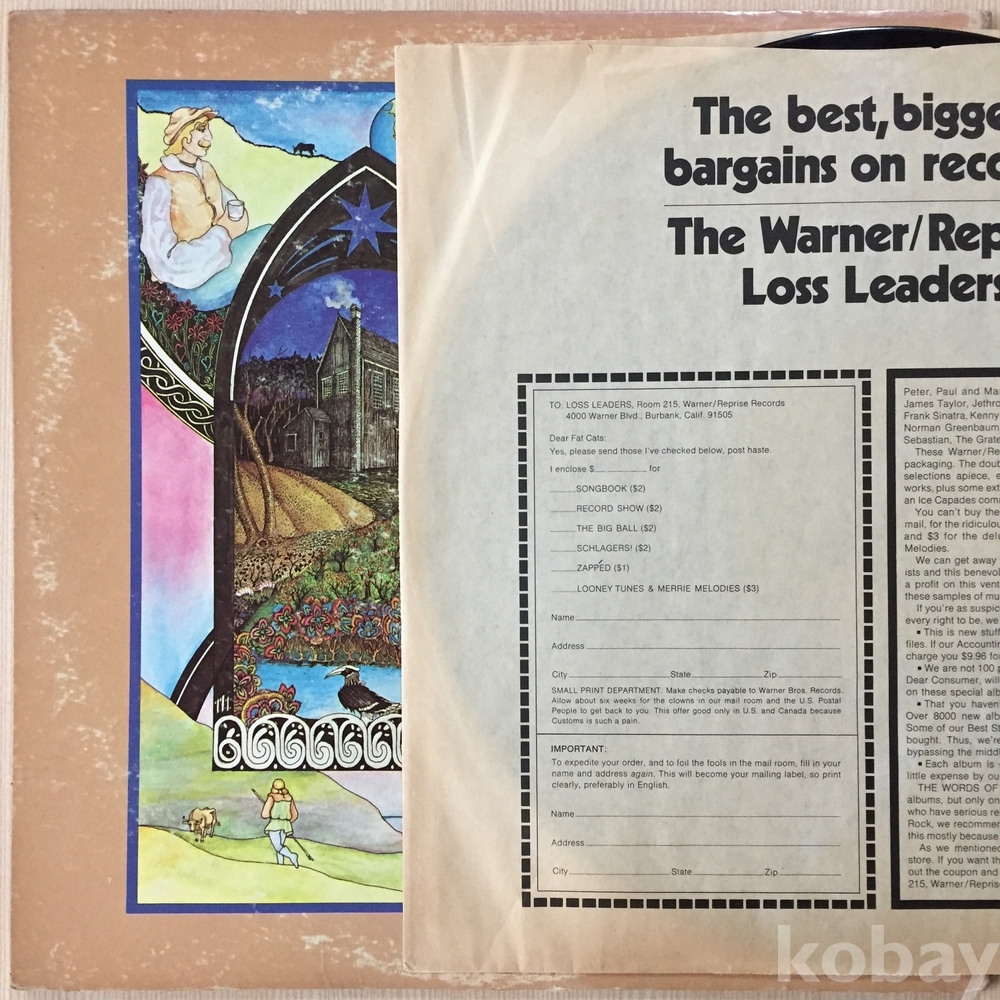 The best, bigge
bargains on reco
The Warner/Rep
Loss Leaders
TO: LOSS LEADERS, Room 215, Warner/Reprise Records
4000 Warner Blvd., Burbank, Calif. 91505
Dear Fat Cats:
Yes, please send those I've checked below, post haste.
I enclose $____________ for
______SONGBOOK ($2)
______RECORD SHOW ($2)
______THE BIG BALL ($2)
______SCHLAGERS! ($2)
______ZAPPÉD ($1)
______LOONEY TUNES & MERRIE MELODIES ($3)
Name
Address
City State Zip
SMALL PRINT DEPARTMENT: Make checks payable to Warner Bros. Records.
Allow about six weeks for the clowns in our mail room and the U.S. Postal
People to get back to you. This offer good only in U.S. and Canada because
Customs is such a pain.
IMPORTANT:
To expedite your order, and to foil the fools in the mail room, fill in your
name and address again. This will become your mailing label, so print
clearly, preferably in English.
Name
Address
City State Zip
Peter, Paul and Ma
James Taylor, Jethro
Frank Sinatra, Kenny
Norman Greenbaum
Sebastian, The Grate
These Warner/Re
packaging. The doub
selections apiece, e
works, plus some ext
an Ice Capades com
You can't buy the
mail, for the ridiculou
and $3 for the delu
Melodies.
We can get away
ists and this benevol
a profit on this vent
these samples of mu
If you're as suspic
every right to be, we
▪ This is new stuff
files. If our Accountin
charge you $9.96 fo
▪ We are not 100 p
Dear Consumer, will
on these special alb
▪ That you haven
Over 8000 new albu
Some of our Best St
bought. Thus, we're
bypassing the middl
▪ Each album is
little expense by ou
THE WORDS OF
albums, but only on
who have serious re
Rock, we recomme
this mostly because
As we mentioned
store. If you want th
out the coupon and
215, Warner/Repris
kobay